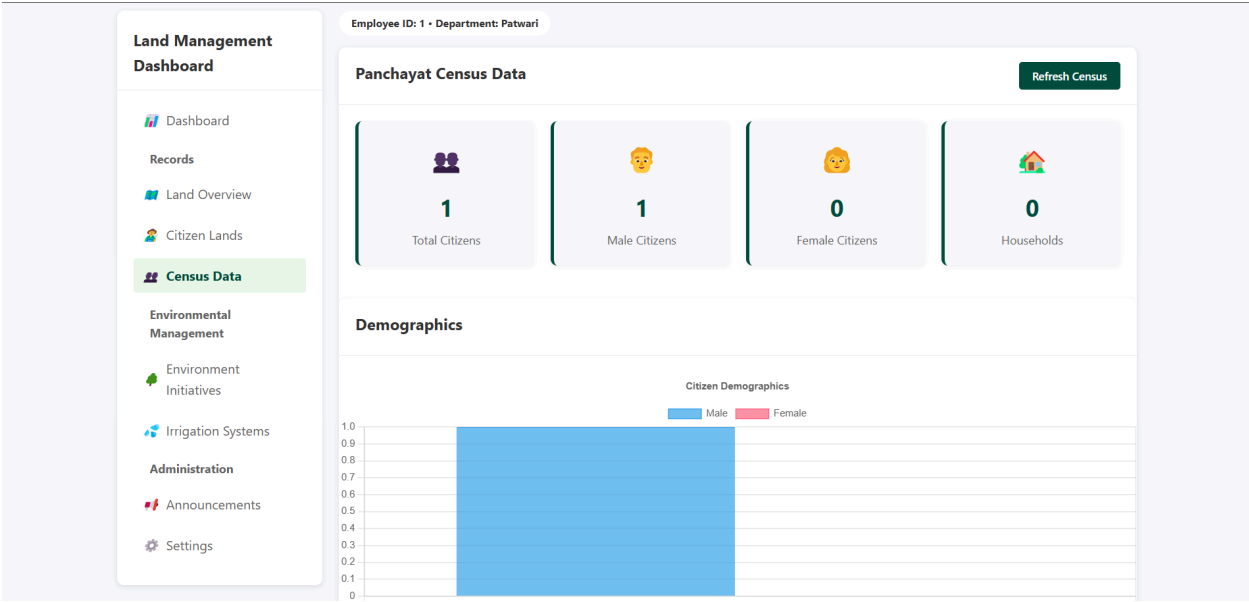 Land Management
Dashboard
Dashboard
Records
Land Overview
Citizen Lands
Census Data
Environmental
Management
Environment
Initiatives
Irrigation Systems
Administration
Announcements
Settings
Employee ID: 1 • Department: Patwari
Panchayat Census Data
Refresh Census
1
Total Citizens
1
Male Citizens
0
Female Citizens
0
Households
Demographics
Citizen Demographics
Male Female
1.0
0.9
0.8
0.7
0.6
0.5
0.4
0.3
0.2
0.1
0